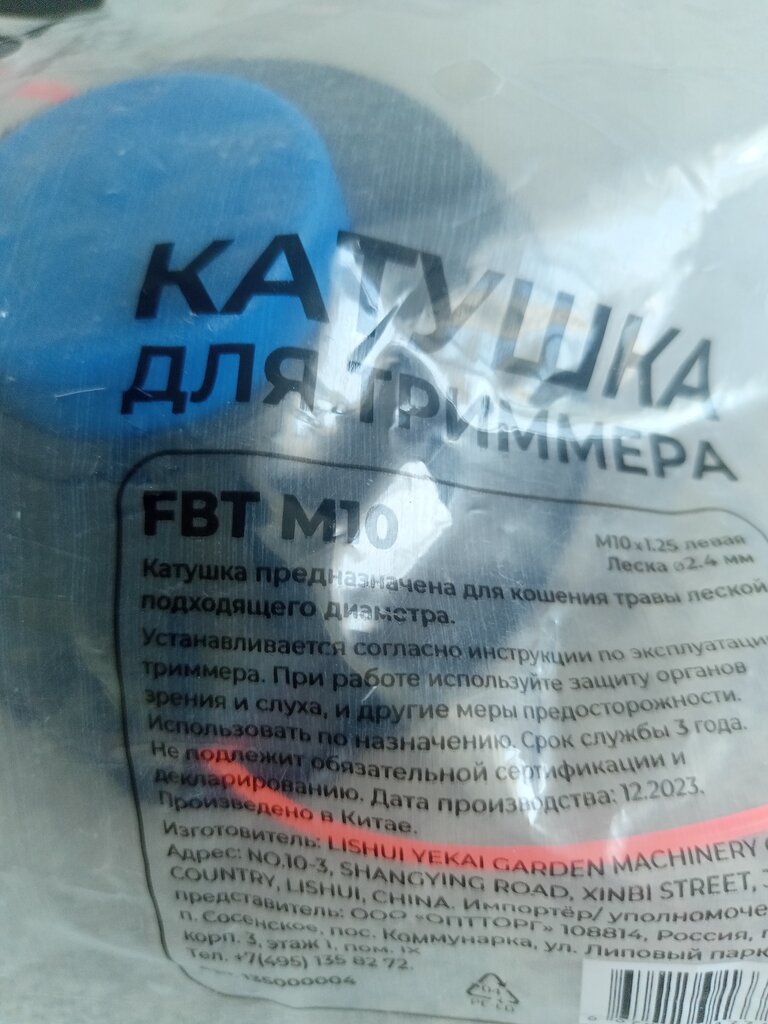 КАТУШКА
ДЛЯ ТРИММЕРА
FBT M10
M10x1.25 левая
Леска ⌀2.4 мм
Катушка предназначена для кошения травы леской
подходящего диаметра.
Устанавливается согласно инструкции по эксплуатации
триммера. При работе используйте защиту органов
зрения и слуха, и другие меры предосторожности.
Использовать по назначению. Срок службы 3 года.
Не подлежит обязательной сертификации и
декларированию. Дата производства: 12.2023.
Произведено в Китае.
Изготовитель: LISHUI YEKAI GARDEN MACHINERY
Адрес: NO.10-3, SHANGYING ROAD, XINBI STREET,
COUNTRY, LISHUI, CHINA. Импортёр/ уполномоче
представитель: ООО «ОПТТОРГ» 108814, Россия, г
п. Сосенское, пос. Коммунарка, ул. Липовый парк
корп. 3, этаж 1, пом. IX
Тел. +7(495) 135 82 72.
135000004